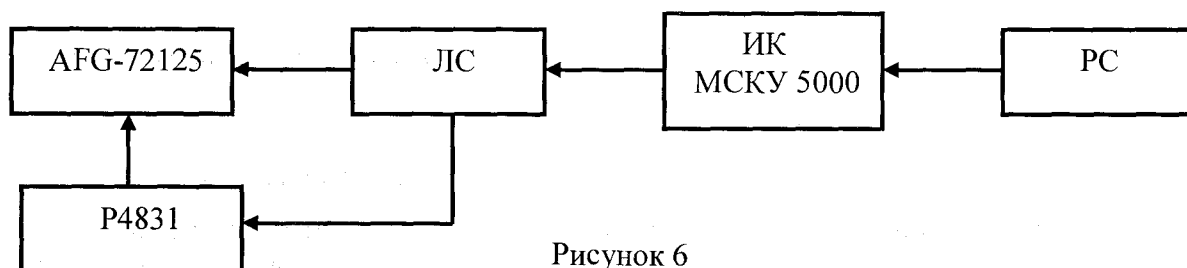 AFG-72125
ЛС
ИК
МСКУ 5000
РС
Р4831
Рисунок 6